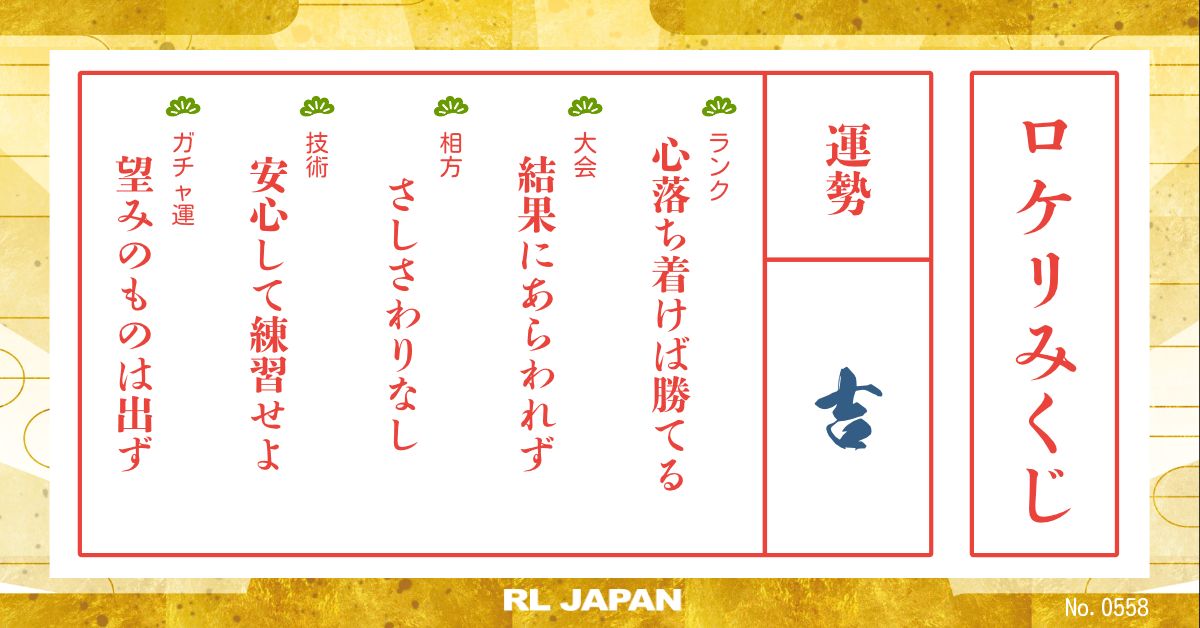 ロケリみくじ
運勢
吉
ランク
心落ち着けば勝てる
大会
結果にあらわれず
相方
さしさわりなし
技術
安心して練習せよ
ガチャ運
望みのものは出ず
RL JAPAN
No. 0558